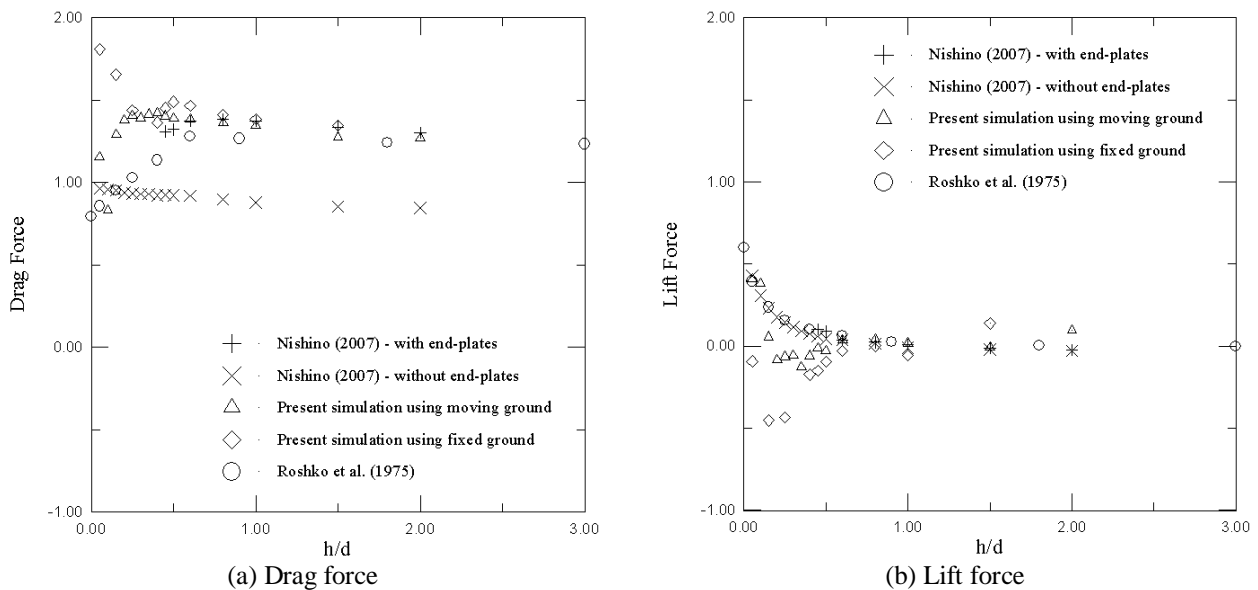 2.00
1.00
0.00
-1.00
Drag Force
Nishino (2007) - with end-plates
Nishino (2007) - without end-plates
Present simulation using moving ground
Present simulation using fixed ground
Roshko et al. (1975)
0.00 1.00 2.00 3.00
h/d
(a) Drag force
2.00
1.00
0.00
-1.00
Lift Force
Nishino (2007) - with end-plates
Nishino (2007) - without end-plates
Present simulation using moving ground
Present simulation using fixed ground
Roshko et al. (1975)
0.00 1.00 2.00 3.00
h/d
(b) Lift force